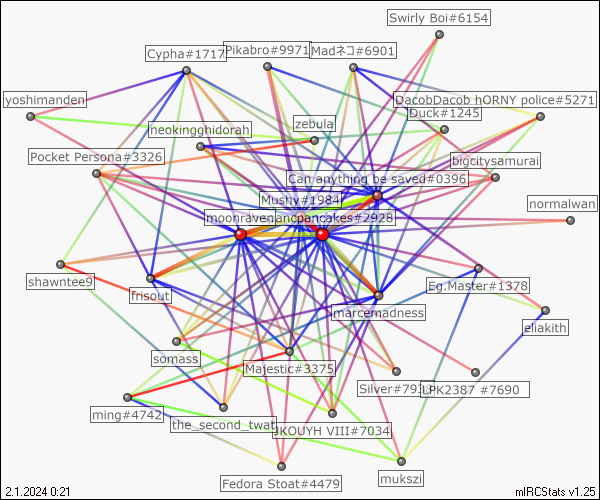 Swirly Boi#6154
Cypha#1717
Pikabro#9971
Madネコ#6901
yoshimanden
DacobDacob hORNY police#5271
Duck#1245
neokingghidorah
zebula
Pocket Persona#3326
bigcitysamurai
Can anything be saved#0396
Mushy#1984
normalwan
moonraven
ancpancakes#2928
shawntee9
frisout
Eg.Master#1378
marcemadness
eliakith
somass
Majestic#3375
LPK2387 #7690
ming#4742
the_second_twat
JKOUYH VIII#7034
Fedora Stoat#4479
mukszi
2.1.2024 0:21
mIRCStats v1.25